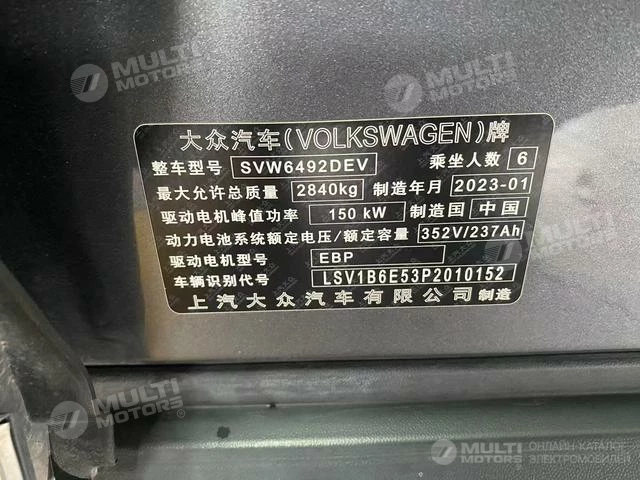 MULTI MOTORS®
MULTI MOTORS®
大众汽车(VOLKSWAGEN)牌
整车型号 SVW6492DEV 乘坐人数 6
最大允许总质量 2840kg 制造年月 2023-01
驱动电机峰值功率 150 kW 制造国 中国
动力电池系统额定电压/额定容量 352V/237Ah
驱动电机型号 EBP
车辆识别代号 LSV1B6E53P2010152
上汽大众汽车有限公司 制造
MULTI MOTORS®
MULTI MOTORS®
MULTI MOTORS
ОНЛАЙН-КАТАЛОГ
ЭЛЕКТРОМОБИЛЕЙ